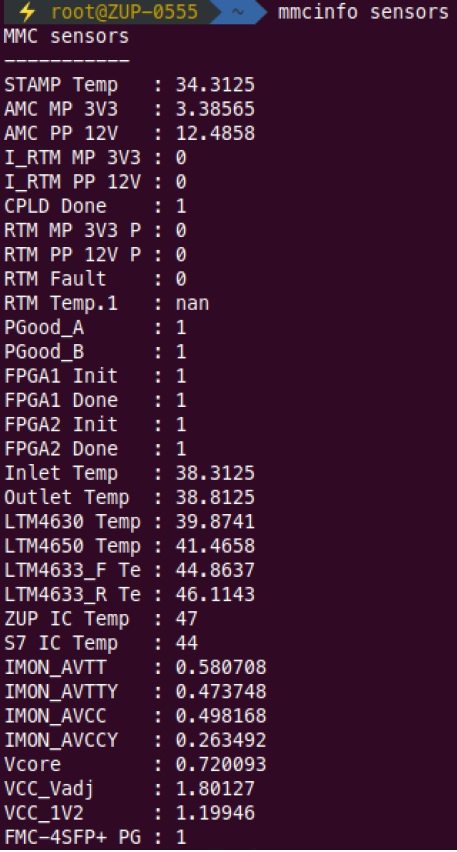 ⚡ root@ZUP-0555 ~ mmcinfo sensors
MMC sensors
-----------
STAMP Temp   : 34.3125
AMC MP 3V3   : 3.38565
AMC PP 12V   : 12.4858
I_RTM MP 3V3 : 0
I_RTM PP 12V : 0
CPLD Done    : 1
RTM MP 3V3 P : 0
RTM PP 12V P : 0
RTM Fault    : 0
RTM Temp.1   : nan
PGood_A      : 1
PGood_B      : 1
FPGA1 Init   : 1
FPGA1 Done   : 1
FPGA2 Init   : 1
FPGA2 Done   : 1
Inlet Temp   : 38.3125
Outlet Temp  : 38.8125
LTM4630 Temp : 39.8741
LTM4650 Temp : 41.4658
LTM4633_F Te : 44.8637
LTM4633_R Te : 46.1143
ZUP IC Temp  : 47
S7 IC Temp   : 44
IMON_AVTT    : 0.580708
IMON_AVTTY   : 0.473748
IMON_AVCC    : 0.498168
IMON_AVCCY   : 0.263492
Vcore        : 0.720093
VCC_Vadj     : 1.80127
VCC_1V2      : 1.19946
FMC-4SFP+ PG : 1